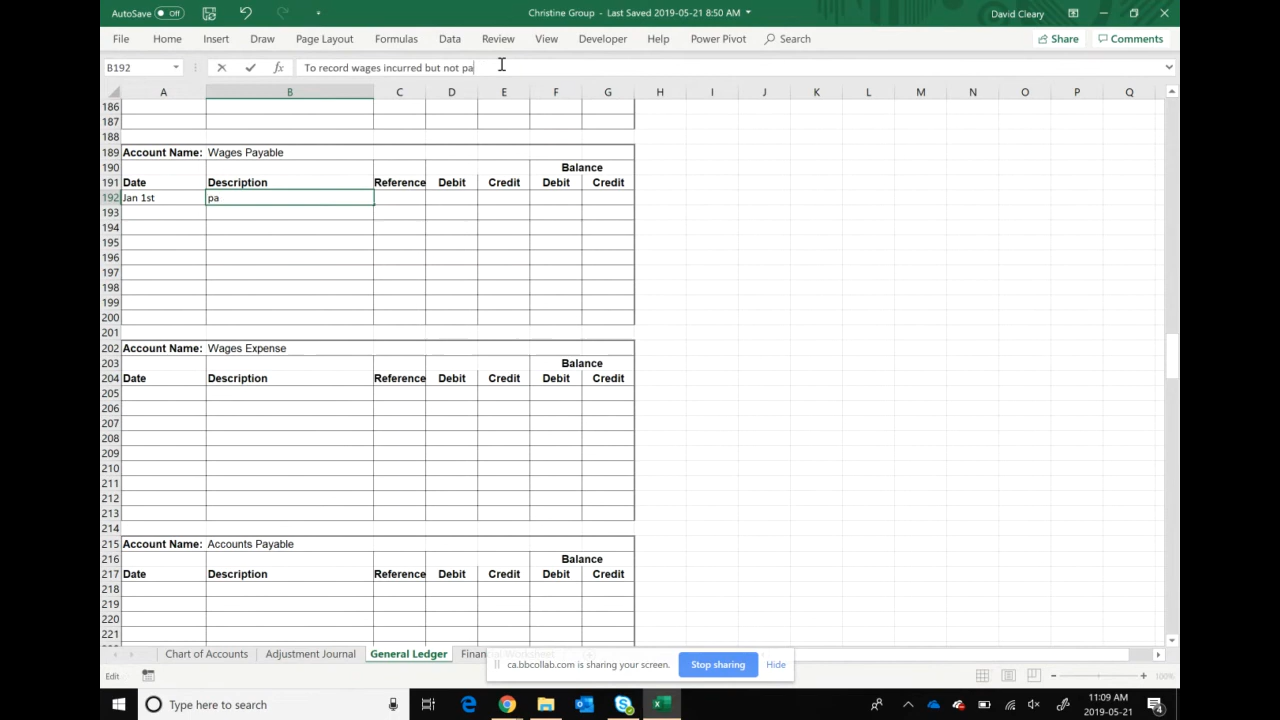 AutoSave Off Christine Group - Last Saved 2019-05-21 8:50 AM David Cleary
File Home Insert Draw Page Layout Formulas Data Review View Developer Help Power Pivot Search Share Comments
B192 fx To record wages incurred but not pa
A B C D E F G H I J K L M N O P Q
186
187
188
189 Account Name: Wages Payable
190 Balance
191 Date Description Reference Debit Credit Debit Credit
192 Jan 1st pa
193
194
195
196
197
198
199
200
201
202 Account Name: Wages Expense
203 Balance
204 Date Description Reference Debit Credit Debit Credit
205
206
207
208
209
210
211
212
213
214
215 Account Name: Accounts Payable
216 Balance
217 Date Description Reference Debit Credit Debit Credit
218
219
220
221
Chart of Accounts Adjustment Journal General Ledger Financial Worksheet
ca.bbcollab.com is sharing your screen. Stop sharing Hide
Edit 100%
Type here to search 11:09 AM
2019-05-21 4